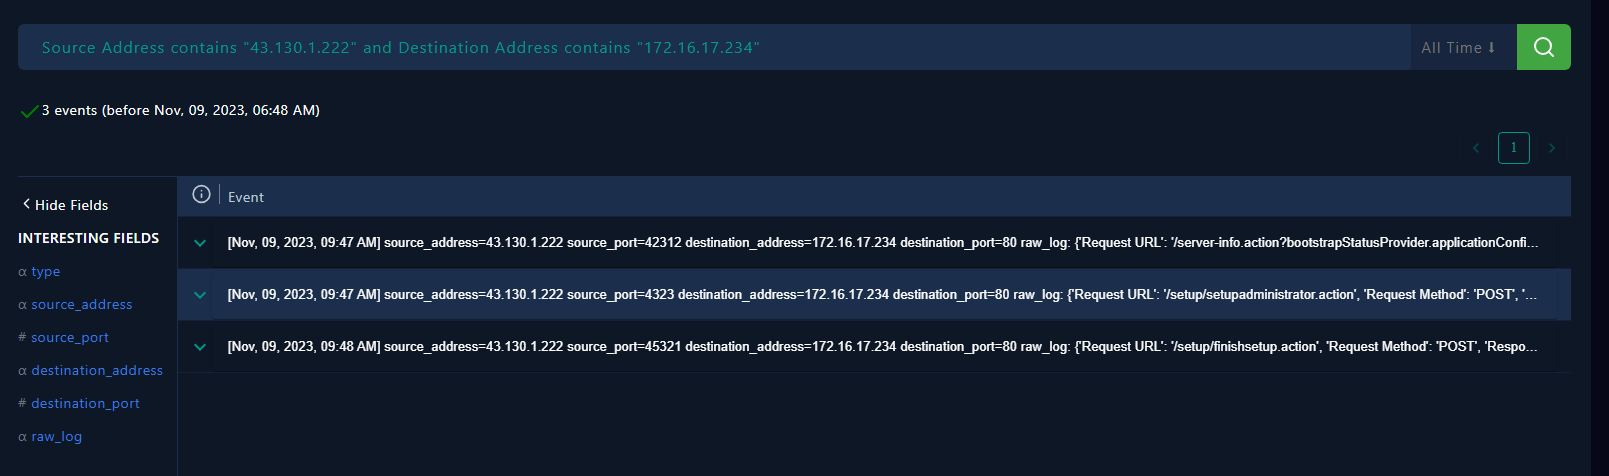 Source Address contains "43.130.1.222" and Destination Address contains "172.16.17.234"
All Time
3 events (before Nov, 09, 2023, 06:48 AM)
1
Hide Fields
Event
INTERESTING FIELDS
α type
α source_address
# source_port
α destination_address
# destination_port
α raw_log
[Nov, 09, 2023, 09:47 AM] source_address=43.130.1.222 source_port=42312 destination_address=172.16.17.234 destination_port=80 raw_log: {'Request URL': '/server-info.action?bootstrapStatusProvider.applicationConfi...
[Nov, 09, 2023, 09:47 AM] source_address=43.130.1.222 source_port=4323 destination_address=172.16.17.234 destination_port=80 raw_log: {'Request URL': '/setup/setupadministrator.action', 'Request Method': 'POST', '...
[Nov, 09, 2023, 09:48 AM] source_address=43.130.1.222 source_port=45321 destination_address=172.16.17.234 destination_port=80 raw_log: {'Request URL': '/setup/finishsetup.action', 'Request Method': 'POST', 'Respo...